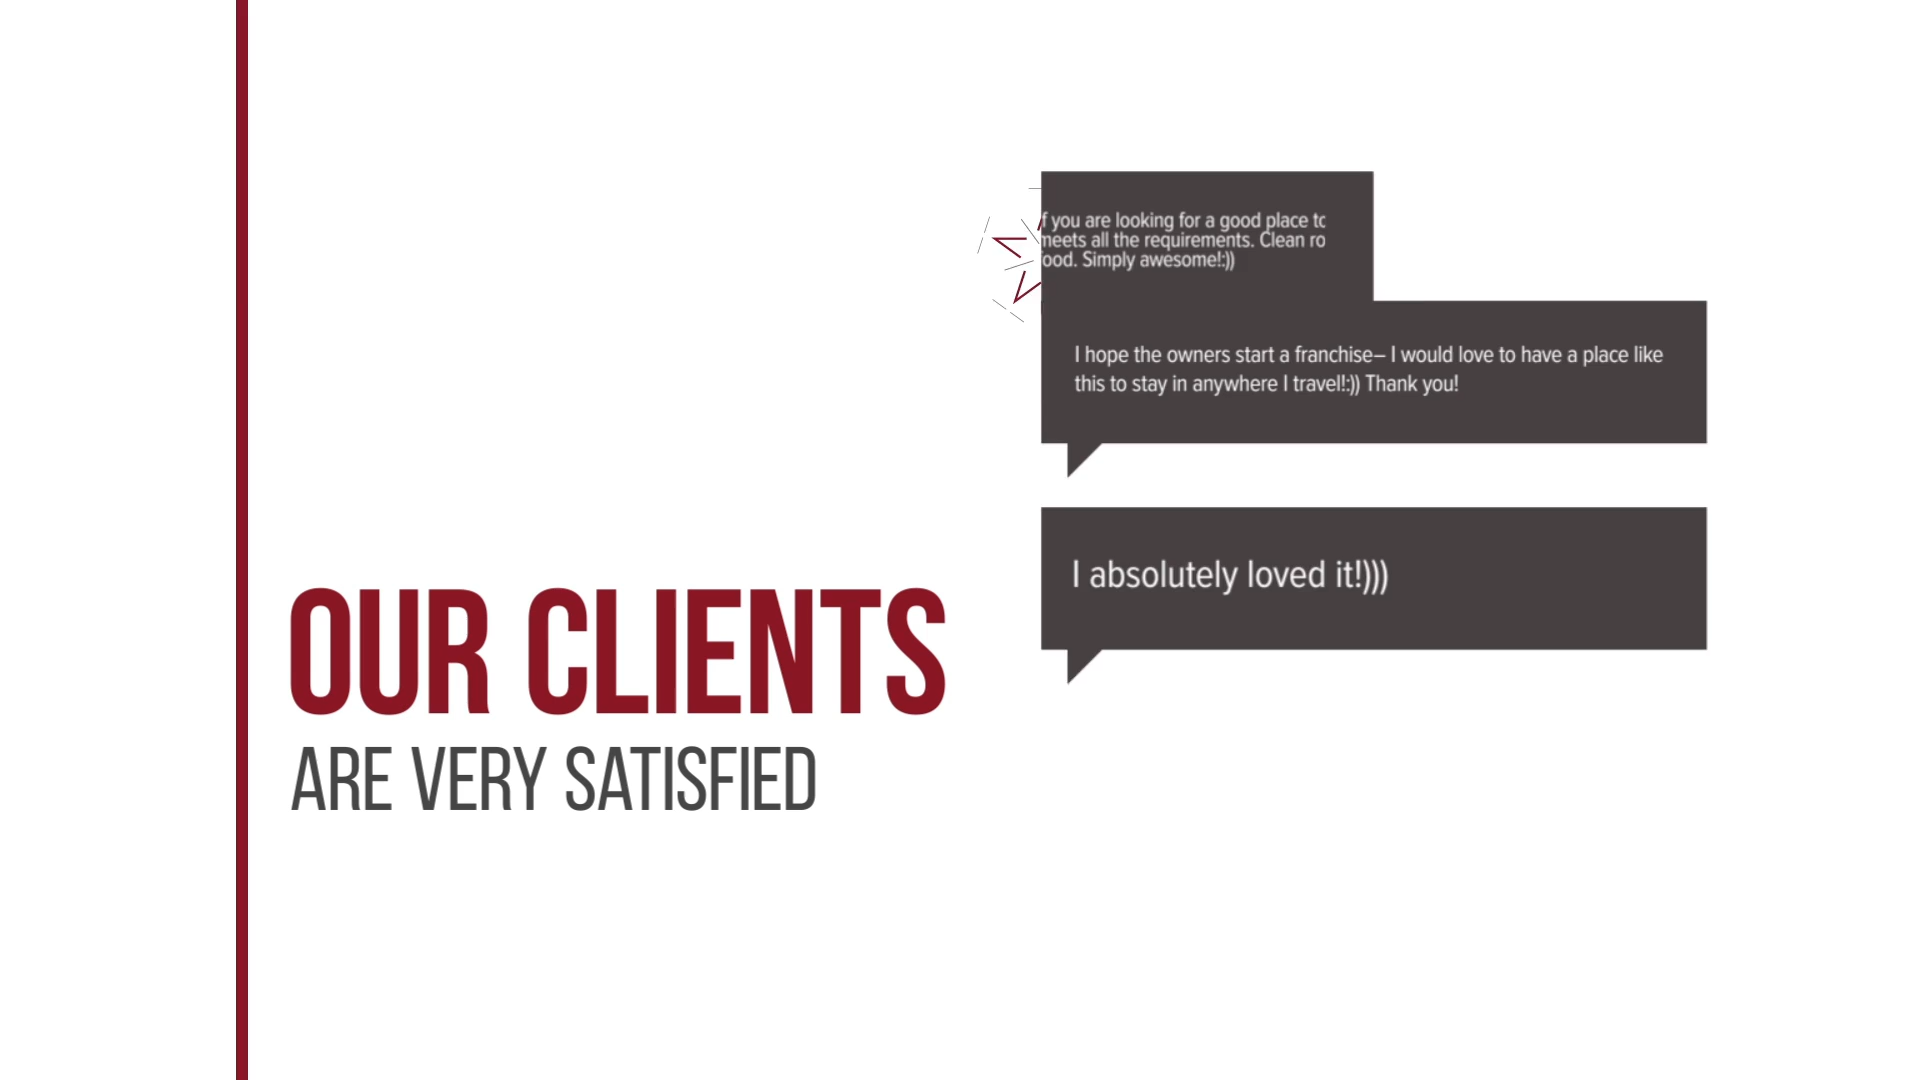 OUR CLIENTS
ARE VERY SATISFIED
f you are looking for a good place to
meets all the requirements. Clean ro
ood. Simply awesome!:))
I hope the owners start a franchise– I would love to have a place like
this to stay in anywhere I travel!:)) Thank you!
I absolutely loved it!)))